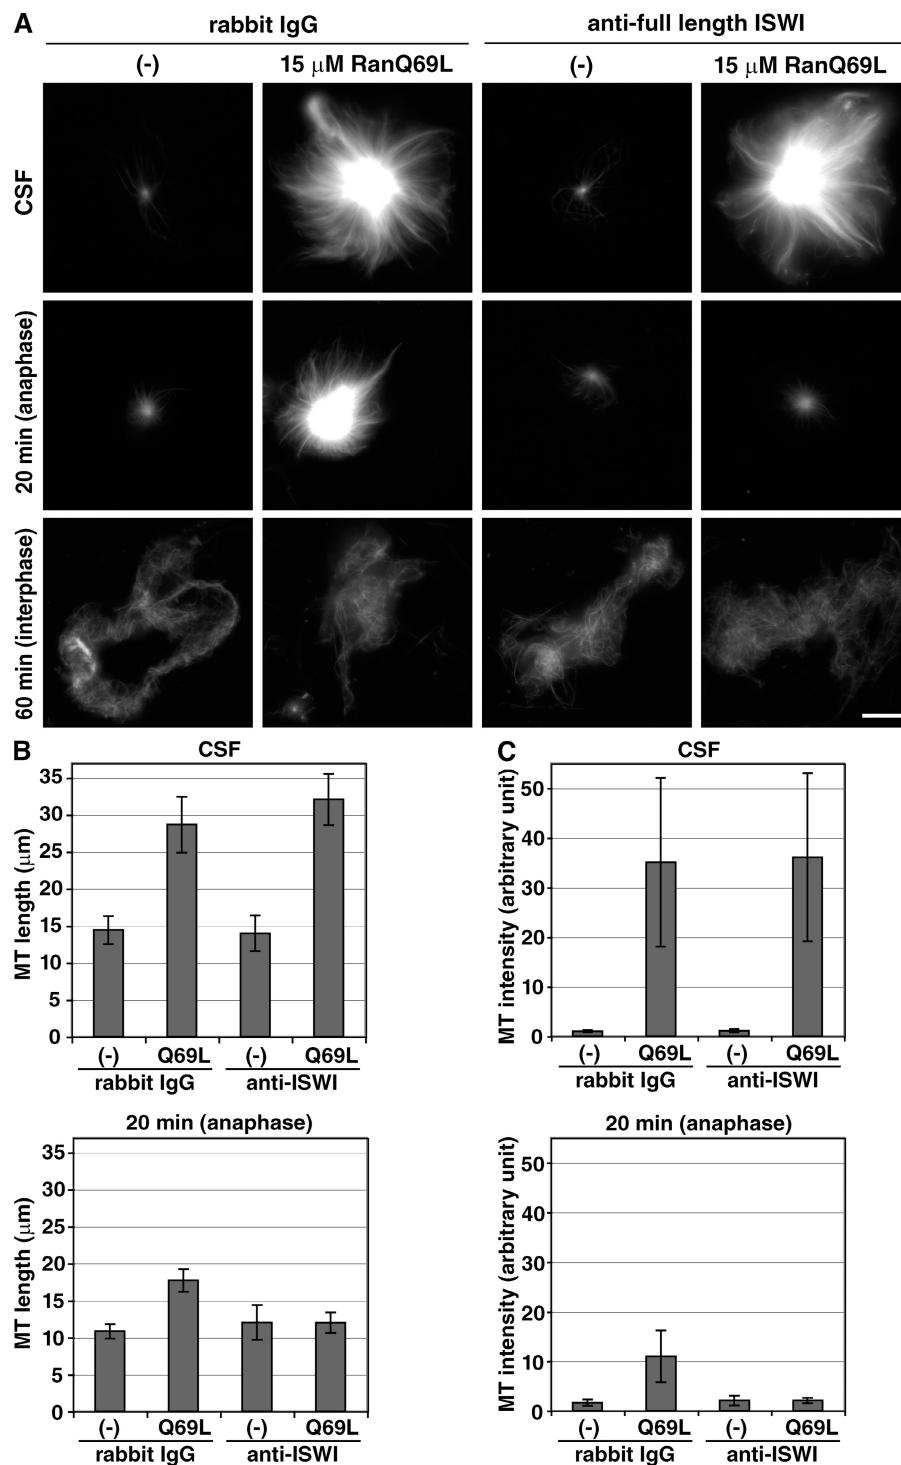 A
rabbit IgG
anti-full length ISWI
(-)
15 μM RanQ69L
(-)
15 μM RanQ69L
CSF
20 min (anaphase)
60 min (interphase)
B
CSF
MT length (μm)
35
30
25
20
15
10
5
0
(-)
Q69L
(-)
Q69L
rabbit IgG
anti-ISWI
20 min (anaphase)
MT length (μm)
35
30
25
20
15
10
5
0
(-)
Q69L
(-)
Q69L
rabbit IgG
anti-ISWI
C
CSF
MT intensity (arbitrary unit)
50
40
30
20
10
0
(-)
Q69L
(-)
Q69L
rabbit IgG
anti-ISWI
20 min (anaphase)
MT intensity (arbitrary unit)
50
40
30
20
10
0
(-)
Q69L
(-)
Q69L
rabbit IgG
anti-ISWI